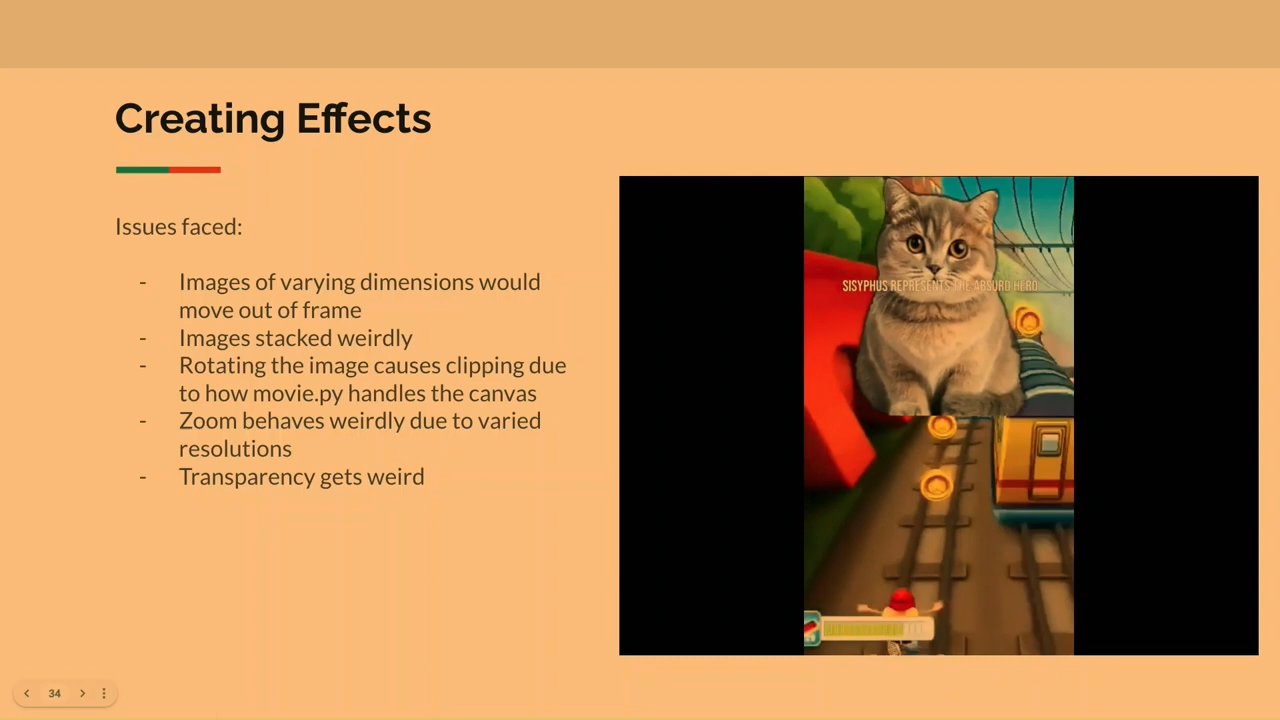 Creating Effects
Issues faced:
- Images of varying dimensions would
move out of frame
- Images stacked weirdly
- Rotating the image causes clipping due
to how movie.py handles the canvas
- Zoom behaves weirdly due to varied
resolutions
- Transparency gets weird
SISYPHUS REPRESENTS THE ABSURD HERO
34